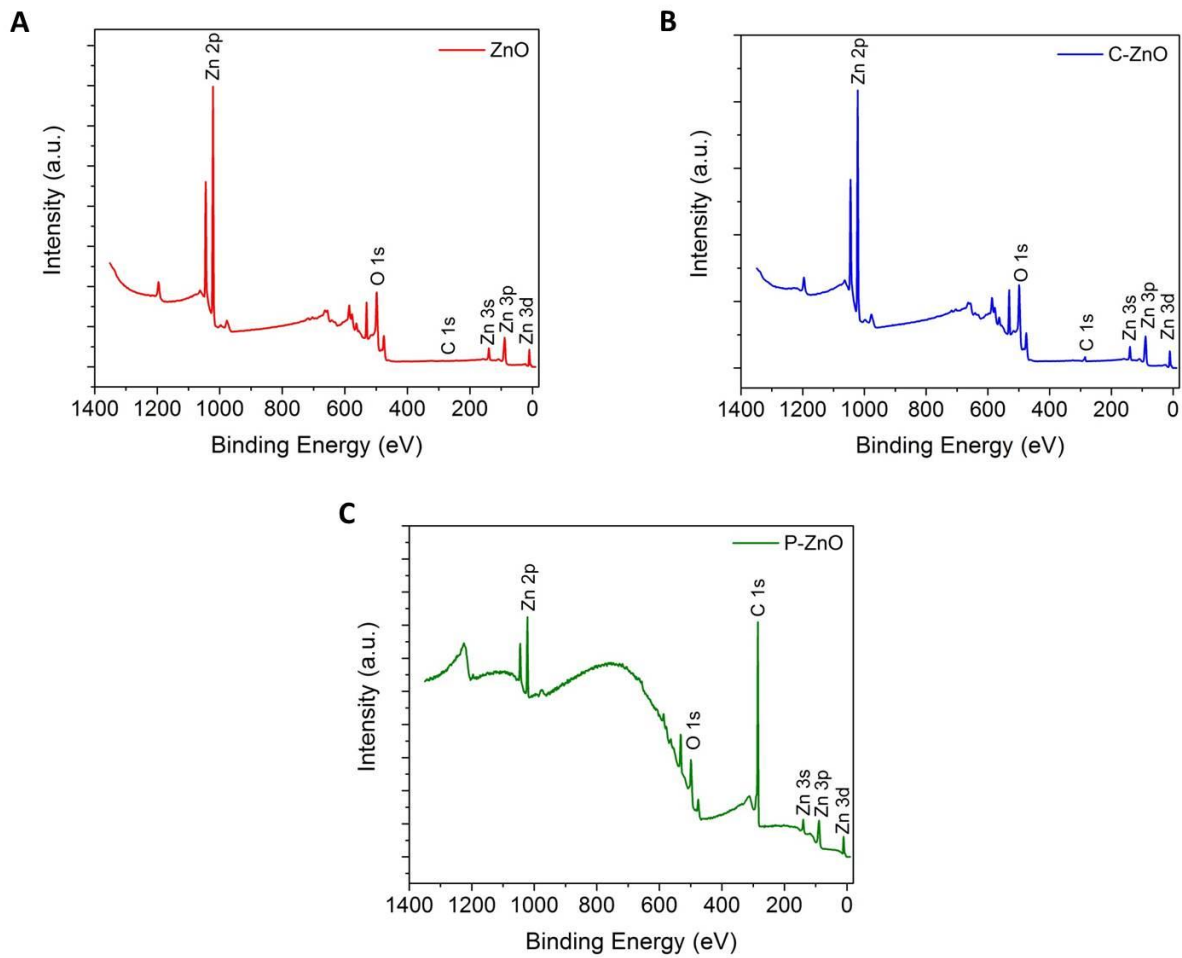 A
ZnO
Zn 2p
O 1s
C 1s
Zn 3s
Zn 3p
Zn 3d
Intensity (a.u.)
1400 1200 1000 800 600 400 200 0
Binding Energy (eV)
B
C-ZnO
Zn 2p
O 1s
C 1s
Zn 3s
Zn 3p
Zn 3d
Intensity (a.u.)
1400 1200 1000 800 600 400 200 0
Binding Energy (eV)
C
P-ZnO
Zn 2p
O 1s
C 1s
Zn 3s
Zn 3p
Zn 3d
Intensity (a.u.)
1400 1200 1000 800 600 400 200 0
Binding Energy (eV)